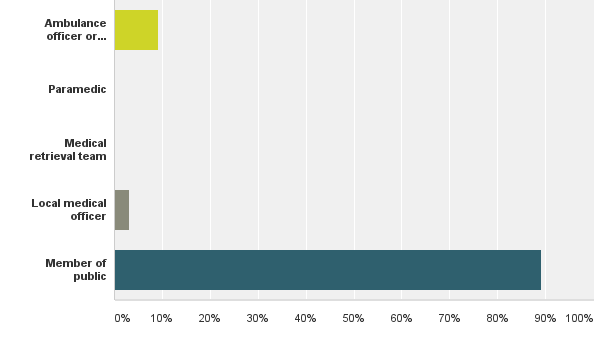 Ambulance
officer or...
Paramedic
Medical
retrieval team
Local medical
officer
Member of
public
0% 10% 20% 30% 40% 50% 60% 70% 80% 90% 100%